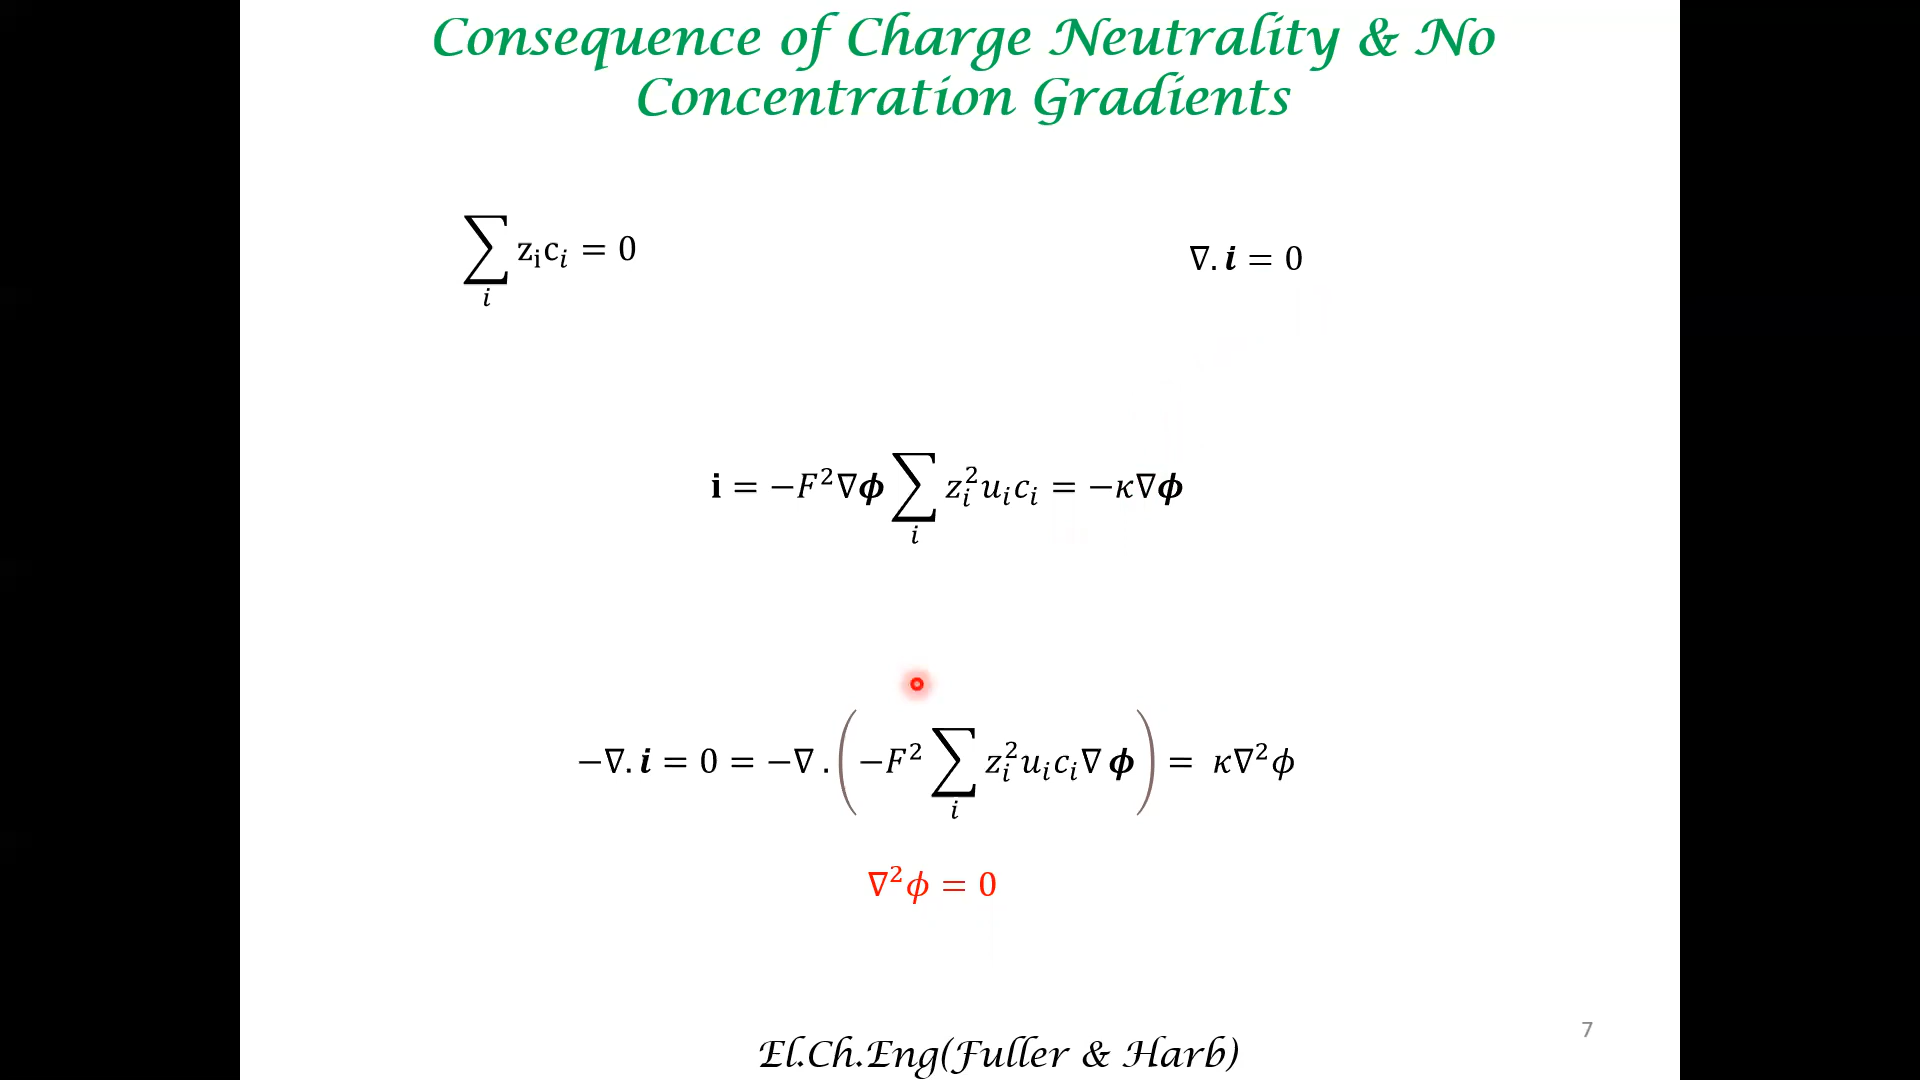 Consequence of Charge Neutrality & No
Concentration Gradients
∑_i z_i c_i = 0
∇. 𝒊 = 0
𝐢 = −F²∇𝝓 ∑_i z_i² u_i c_i = −κ∇𝝓
−∇. 𝒊 = 0 = −∇ . (−F² ∑_i z_i² u_i c_i ∇ 𝝓) = κ∇²ϕ
∇²ϕ = 0
7
El.Ch.Eng(Fuller & Harb)